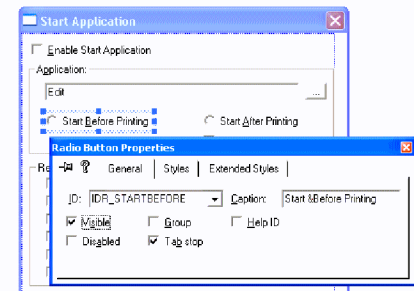 Start Application
Enable Start Application
Application:
Edit
...
Start Before Printing
Start After Printing
Re
Radio Button Properties
General
Styles
Extended Styles
ID:
IDR_STARTBEFORE
Caption:
Start &Before Printing
Visible
Group
Help ID
Disabled
Tab stop